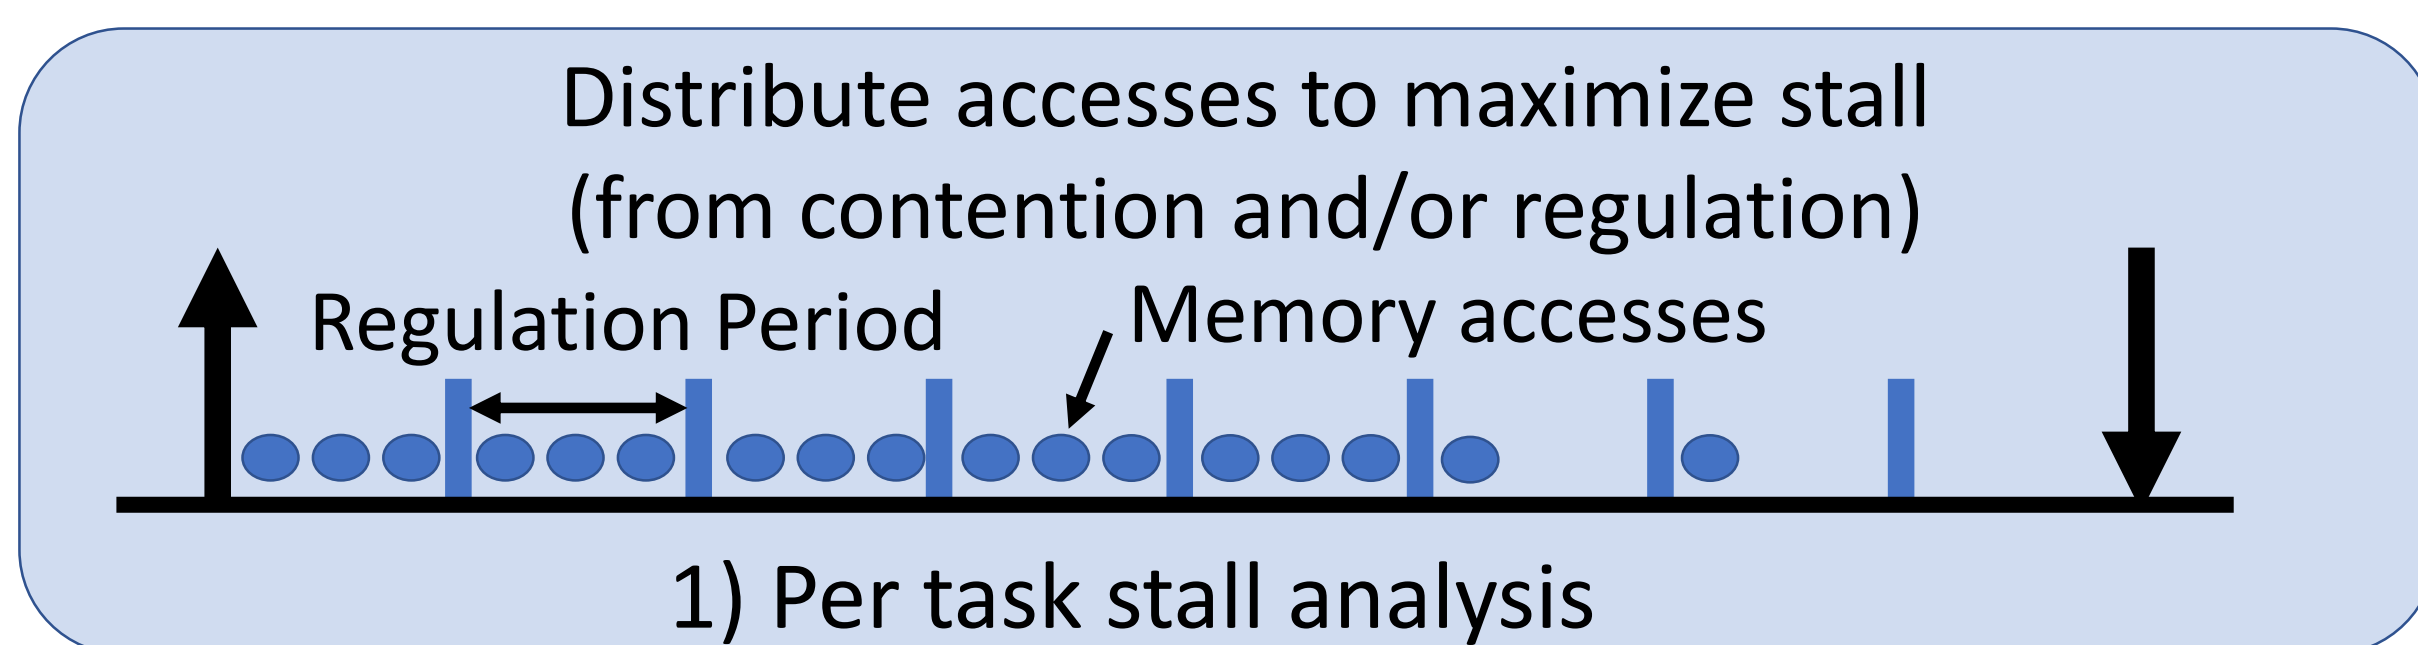 Distribute accesses to maximize stall
(from contention and/or regulation)
Regulation Period
Memory accesses
1) Per task stall analysis